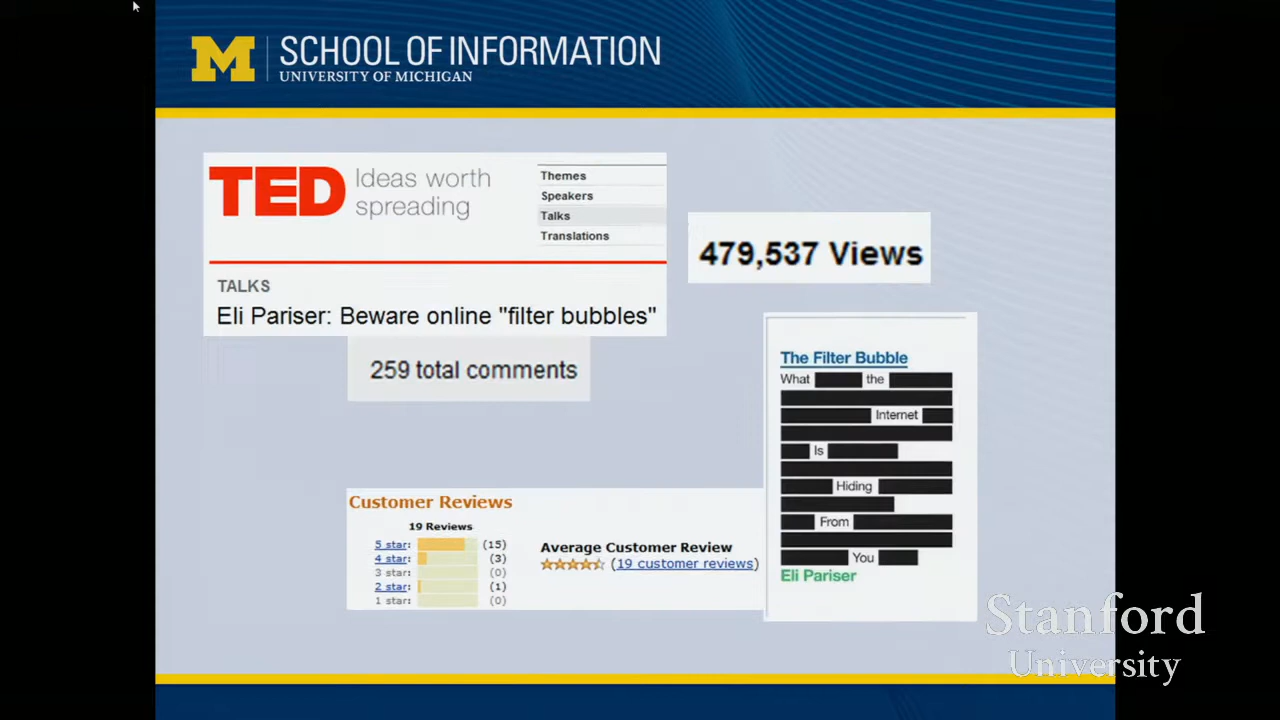 M SCHOOL OF INFORMATION
UNIVERSITY OF MICHIGAN
TED Ideas worth
spreading
Themes
Speakers
Talks
Translations
TALKS
Eli Pariser: Beware online "filter bubbles"
479,537 Views
259 total comments
The Filter Bubble
What the
Internet
Is
Hiding
From
You
Eli Pariser
Customer Reviews
19 Reviews
5 star: (15)
4 star: (3)
3 star: (0)
2 star: (1)
1 star: (0)
Average Customer Review
(19 customer reviews)
Stanford
University